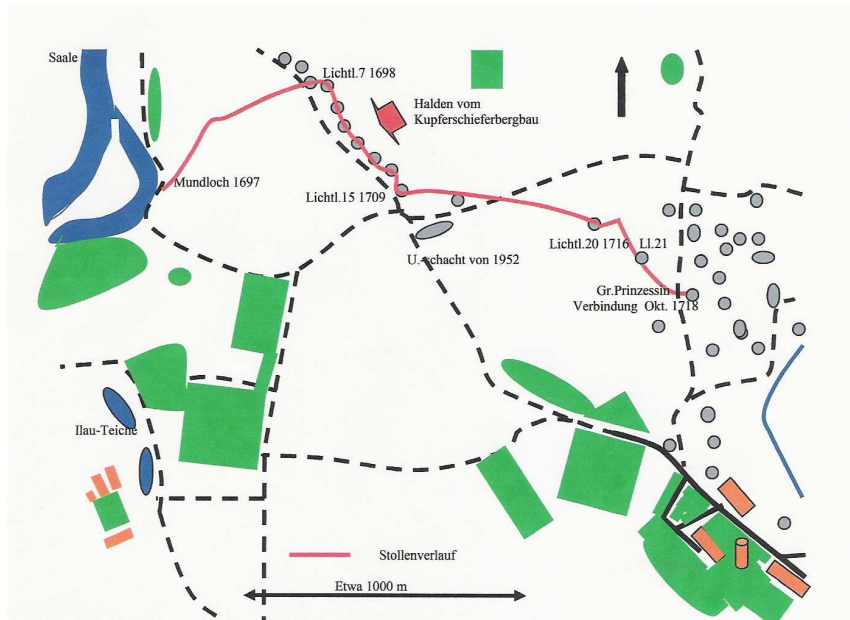 Saale
Lichtl.7 1698
Halden vom
Kupferschieferbergbau
Mundloch 1697
Lichtl.15 1709
U.-schacht von 1952
Lichtl.20 1716
Ll.21
Gr.Prinzessin
Verbindung Okt. 1718
Ilau-Teiche
Stollenverlauf
Etwa 1000 m